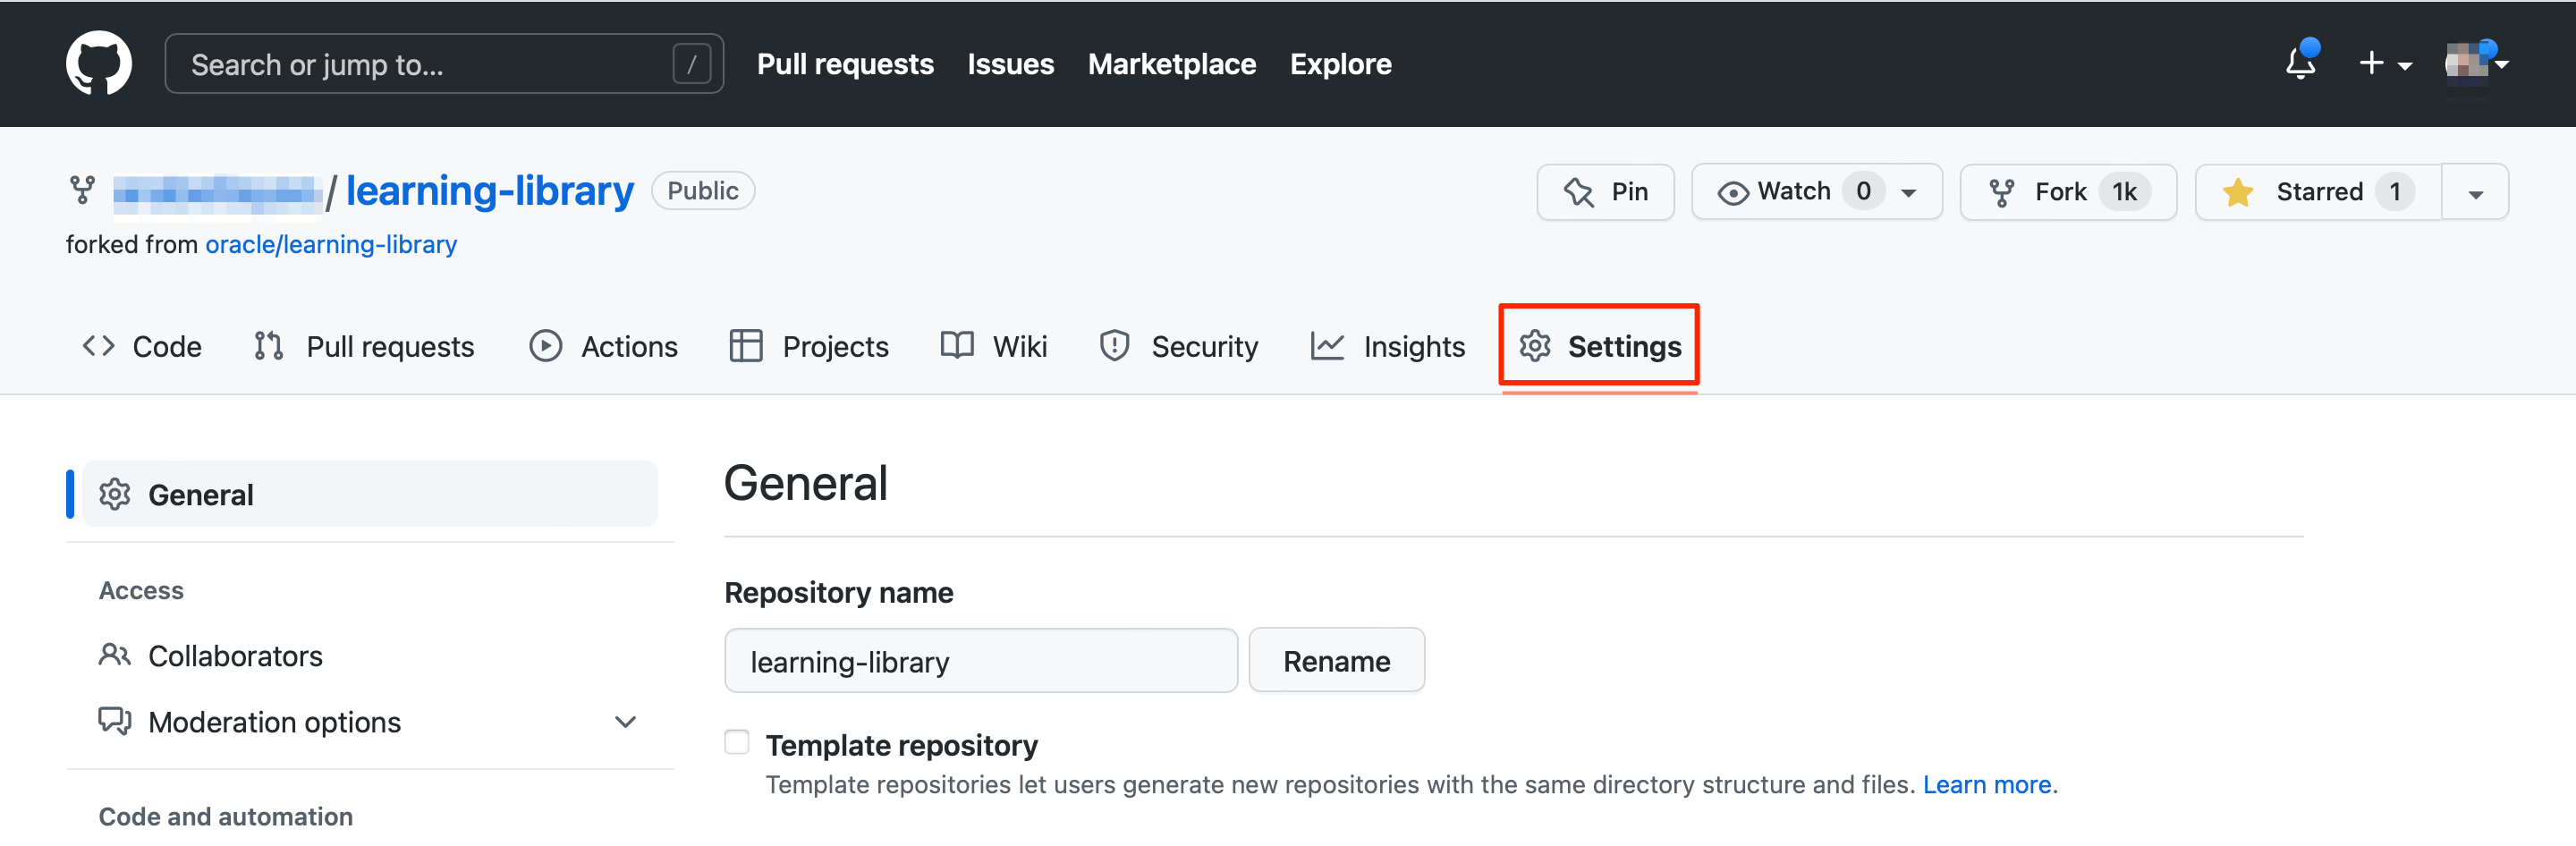 Search or jump to... / Pull requests Issues Marketplace Explore
/ learning-library Public Pin Watch 0 Fork 1k Starred 1
forked from oracle/learning-library
Code Pull requests Actions Projects Wiki Security Insights Settings
General
General
Access
Repository name
Collaborators
learning-library Rename
Moderation options
Template repository
Template repositories let users generate new repositories with the same directory structure and files. Learn more.
Code and automation